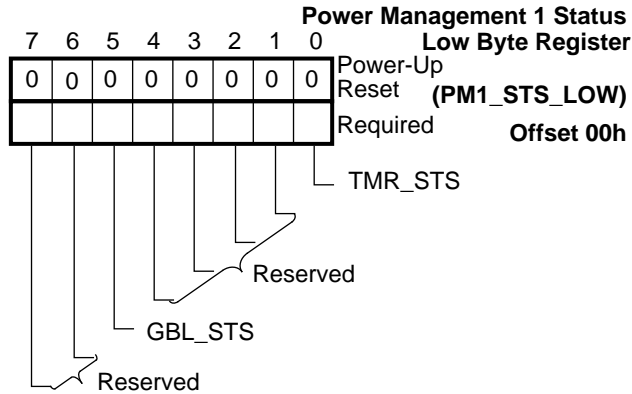 Power Management 1 Status
Low Byte Register
7 6 5 4 3 2 1 0
0 0 0 0 0 0 0 0
Power-Up
Reset
(PM1_STS_LOW)
Required
Offset 00h
TMR_STS
Reserved
GBL_STS
Reserved